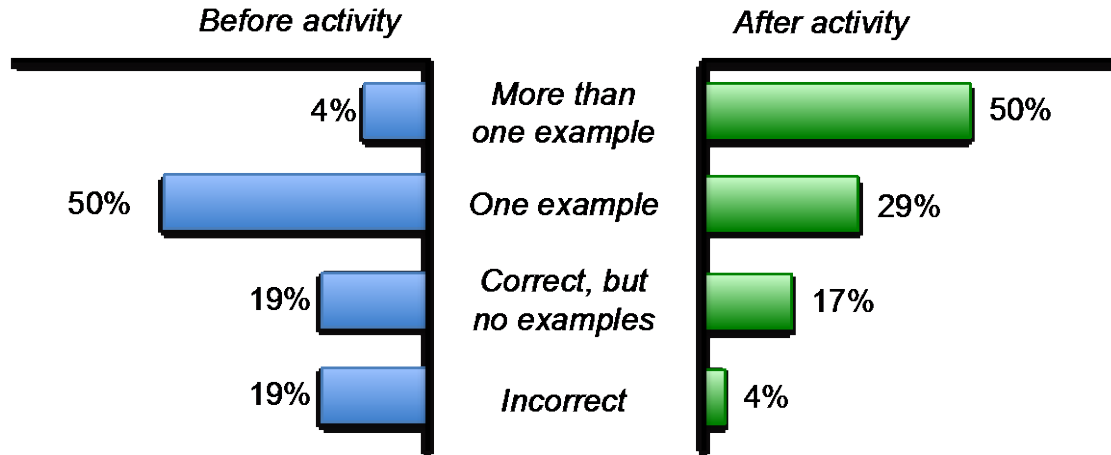 Before activity
After activity
4%
More than
one example
50%
50%
One example
29%
19%
Correct, but
no examples
17%
19%
Incorrect
4%